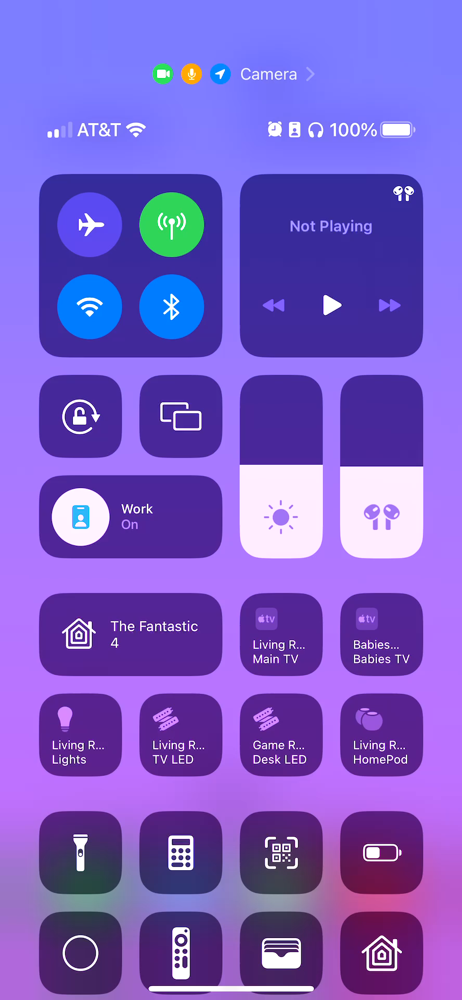 Camera
AT&T 100%
Not Playing
Work
On
The Fantastic
4
tv
Living R...
Main TV
tv
Babies...
Babies TV
Living R...
Lights
Living R...
TV LED
Game R...
Desk LED
Living R...
HomePod